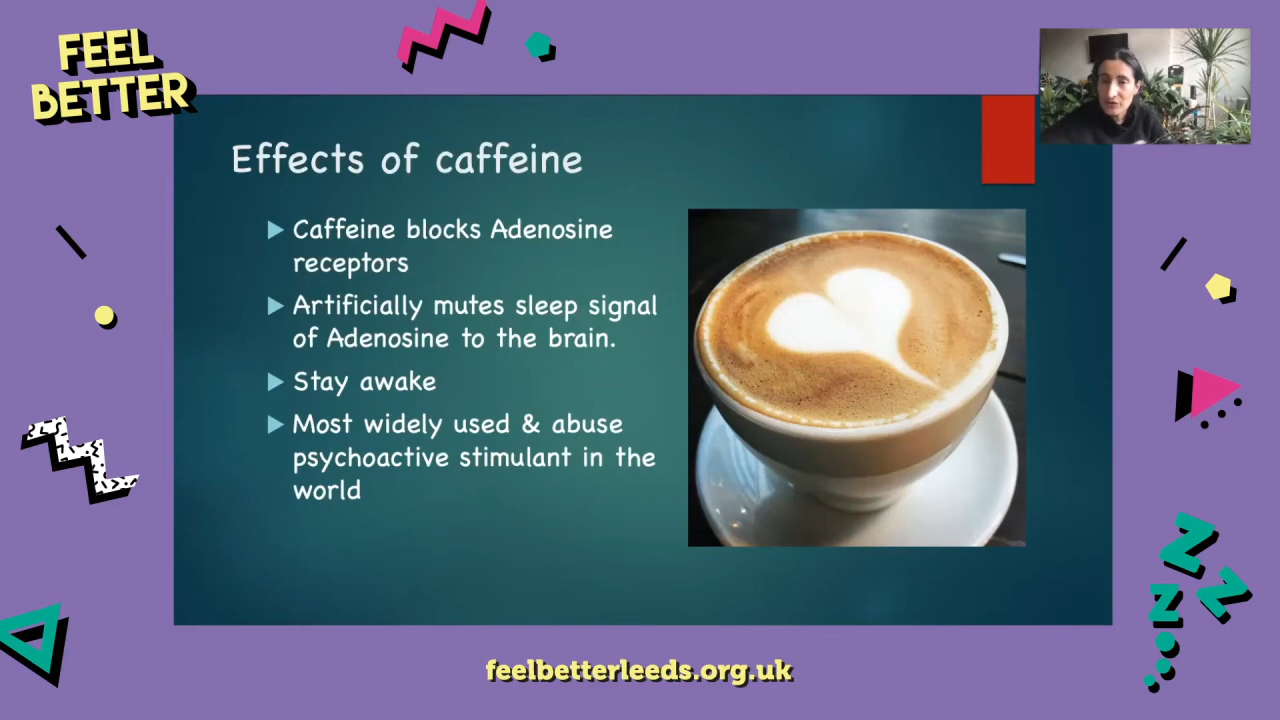 FEEL
BETTER
Effects of caffeine
Caffeine blocks Adenosine
receptors
Artificially mutes sleep signal
of Adenosine to the brain.
Stay awake
Most widely used & abuse
psychoactive stimulant in the
world
Z
Z
Z
feelbetterleeds.org.uk